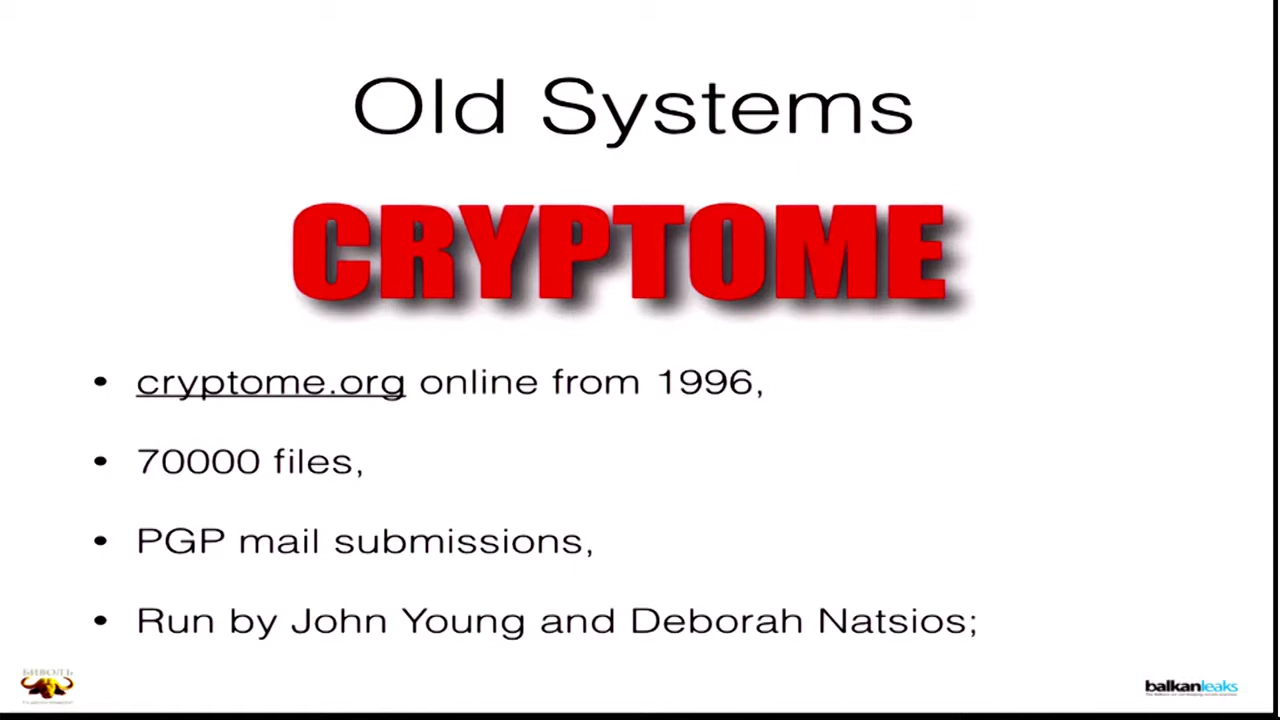 Old Systems
CRYPTOME
• cryptome.org online from 1996,
• 70000 files,
• PGP mail submissions,
• Run by John Young and Deborah Natsios;
БИВОЛЪ
balkanleaks